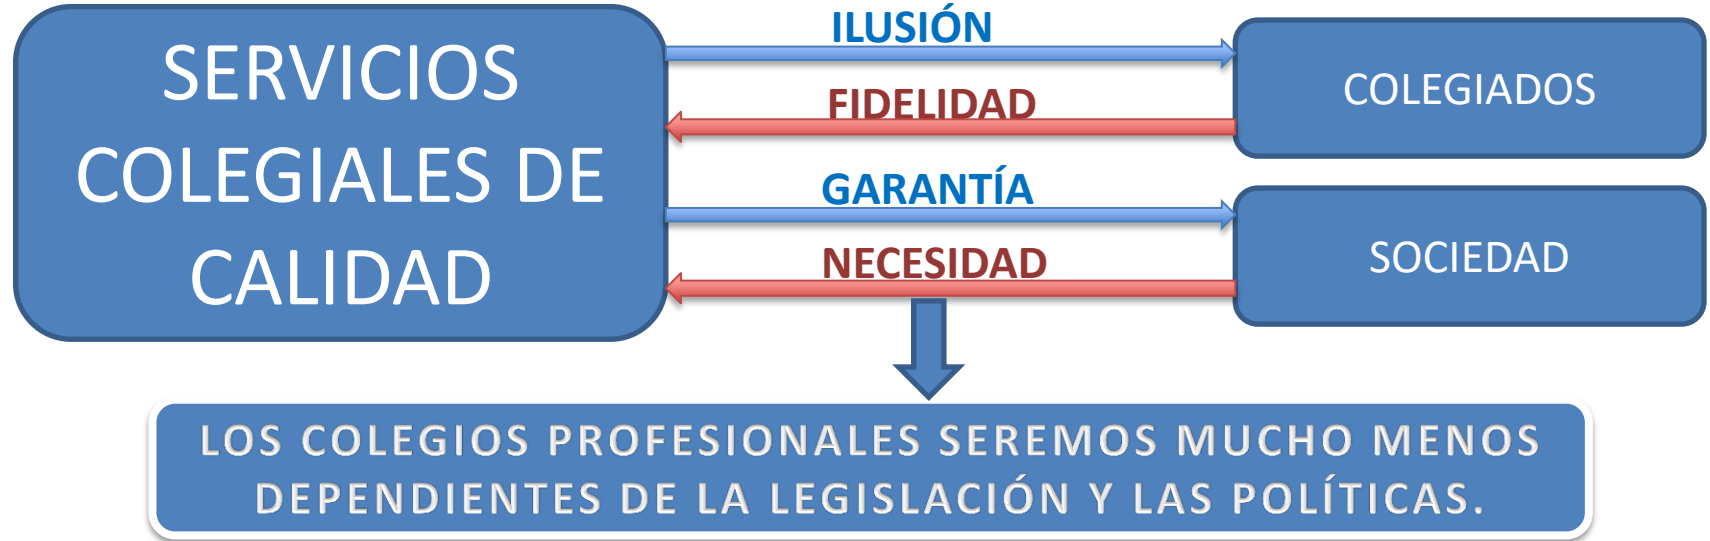 SERVICIOS
COLEGIALES DE
CALIDAD
ILUSIÓN
FIDELIDAD
GARANTÍA
NECESIDAD
COLEGIADOS
SOCIEDAD
LOS COLEGIOS PROFESIONALES SEREMOS MUCHO MENOS
DEPENDIENTES DE LA LEGISLACIÓN Y LAS POLÍTICAS.